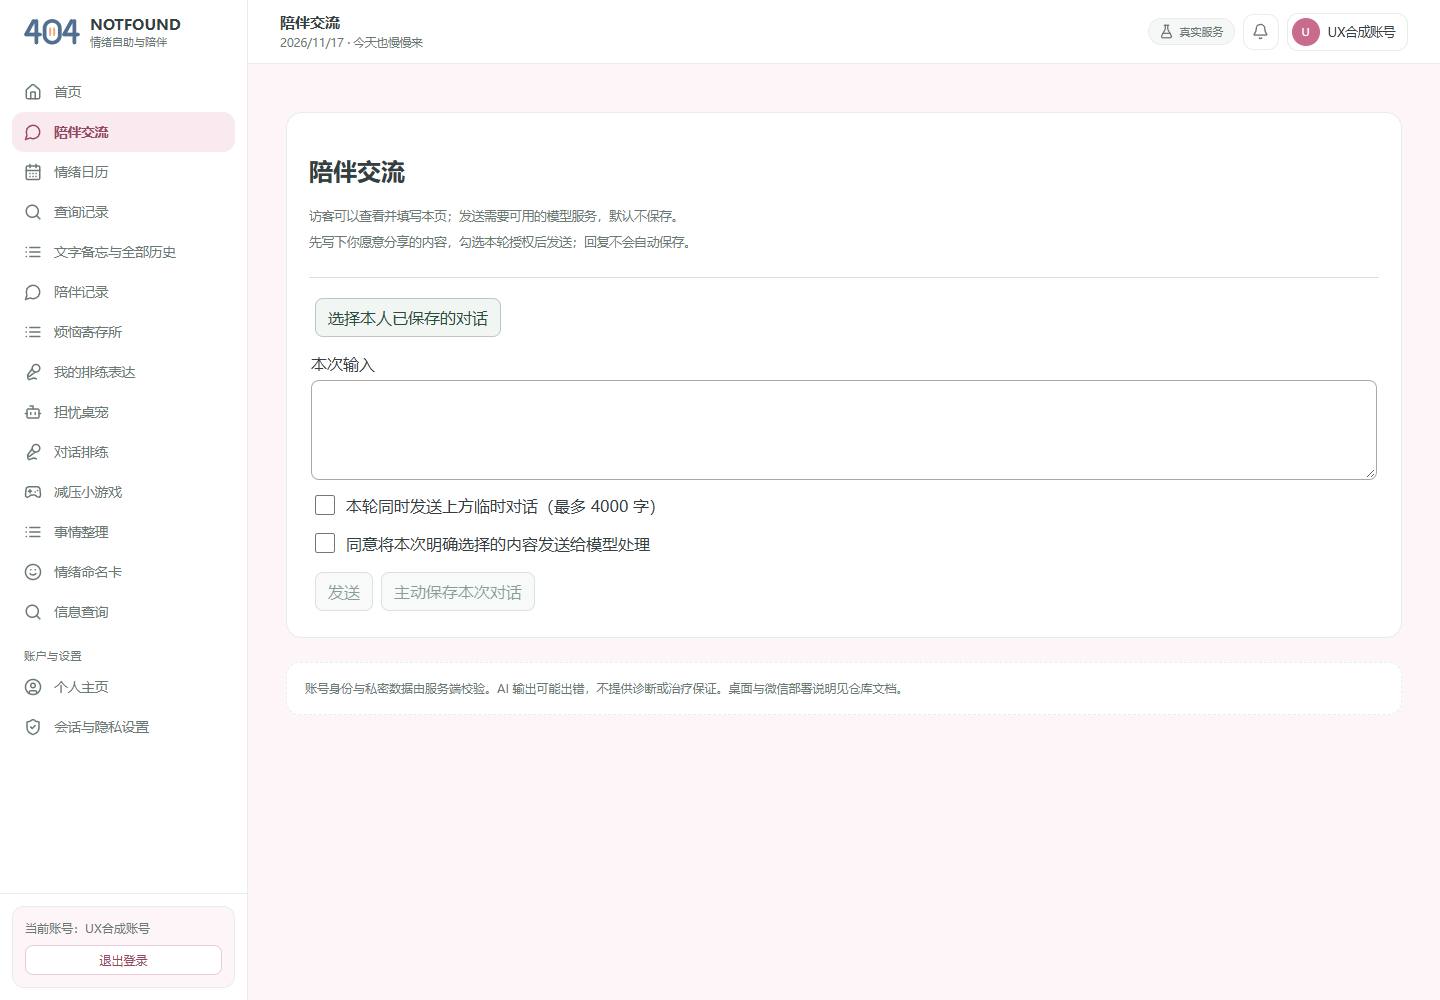 404 NOTFOUND
情绪自助与陪伴
首页
陪伴交流
情绪日历
查询记录
文字备忘与全部历史
陪伴记录
烦恼寄存所
我的排练表达
担忧桌宠
对话排练
减压小游戏
事情整理
情绪命名卡
信息查询
账户与设置
个人主页
会话与隐私设置
当前账号：UX合成账号
退出登录
陪伴交流
2026/11/17 · 今天也慢慢来
真实服务
U UX合成账号
陪伴交流
访客可以查看并填写本页；发送需要可用的模型服务，默认不保存。
先写下你愿意分享的内容，勾选本轮授权后发送；回复不会自动保存。
选择本人已保存的对话
本次输入
本轮同时发送上方临时对话（最多 4000 字）
同意将本次明确选择的内容发送给模型处理
发送 主动保存本次对话
账号身份与私密数据由服务端校验。AI 输出可能出错，不提供诊断或治疗保证。桌面与微信部署说明见仓库文档。